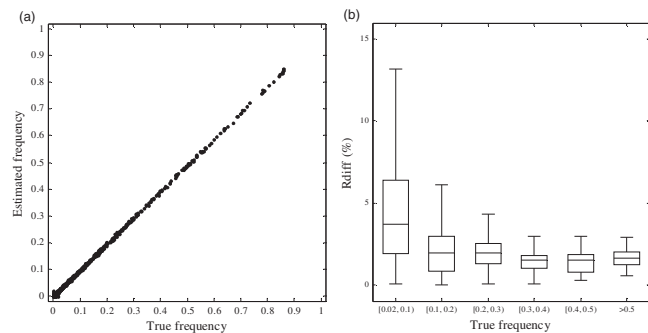 (a)
1
0.9
0.8
0.7
0.6
0.5
0.4
0.3
0.2
0.1
0
Estimated frequency
0 0.1 0.2 0.3 0.4 0.5 0.6 0.7 0.8 0.9 1
True frequency
(b)
15
10
5
0
Rdiff (%)
[0.02, 0.1) [0.1, 0.2) [0.2, 0.3) [0.3, 0.4) [0.4, 0.5) >0.5
True frequency